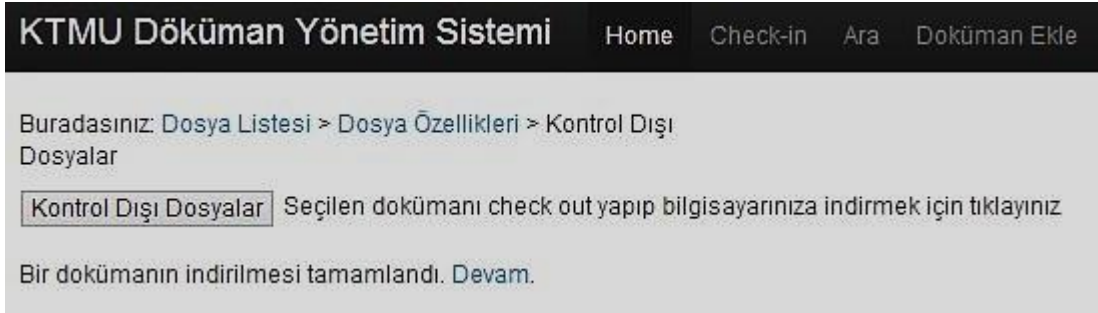 KTMU Döküman Yönetim Sistemi Home Check-in Ara Doküman Ekle
Buradasınız: Dosya Listesi > Dosya Özellikleri > Kontrol Dışı
Dosyalar
Kontrol Dışı Dosyalar Seçilen dokümanı check out yapıp bilgisayarınıza indirmek için tıklayınız
Bir dokümanın indirilmesi tamamlandı. Devam.